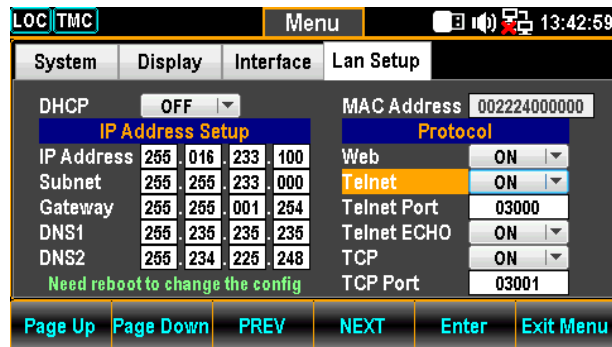 LOC TMC Menu 13:42:59
System Display Interface Lan Setup
DHCP OFF MAC Address 002224000000
IP Address Setup Protocol
IP Address 255 . 016 . 233 . 100 Web ON
Subnet 255 . 255 . 233 . 000 Telnet ON
Gateway 255 . 255 . 001 . 254 Telnet Port 03000
DNS1 255 . 235 . 235 . 235 Telnet ECHO ON
DNS2 255 . 234 . 225 . 248 TCP ON
Need reboot to change the config TCP Port 03001
Page Up Page Down PREV NEXT Enter Exit Menu